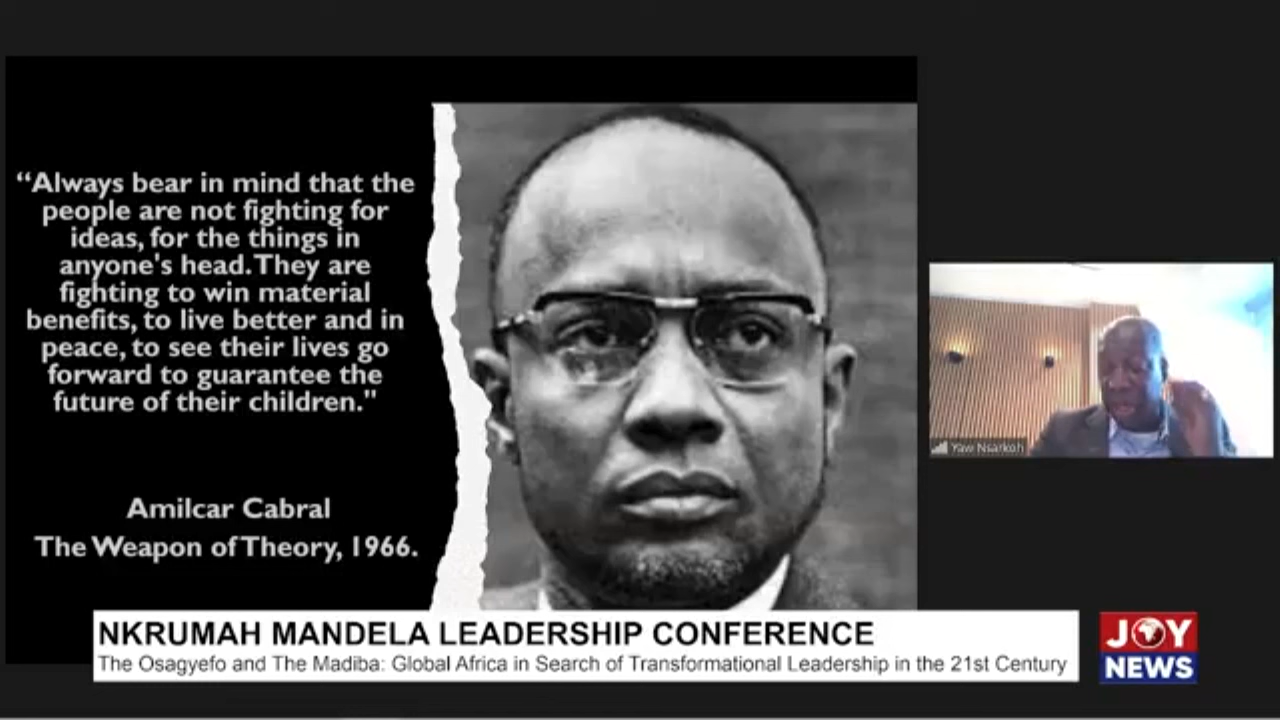 “Always bear in mind that the
people are not fighting for
ideas, for the things in
anyone's head. They are
fighting to win material
benefits, to live better and in
peace, to see their lives go
forward to guarantee the
future of their children."
Amilcar Cabral
The Weapon of Theory, 1966.
Yaw Nsarkoh
NKRUMAH MANDELA LEADERSHIP CONFERENCE
The Osagyefo and The Madiba: Global Africa in Search of Transformational Leadership in the 21st Century
JOY
NEWS